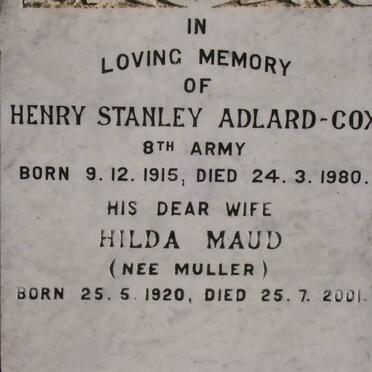 IN
LOVING MEMORY
OF
HENRY STANLEY ADLARD-COX
8TH ARMY
BORN 9. 12. 1915, DIED 24. 3. 1980.
HIS DEAR WIFE
HILDA MAUD
(NEE MULLER)
BORN 25. 5. 1920, DIED 25. 7. 2001.